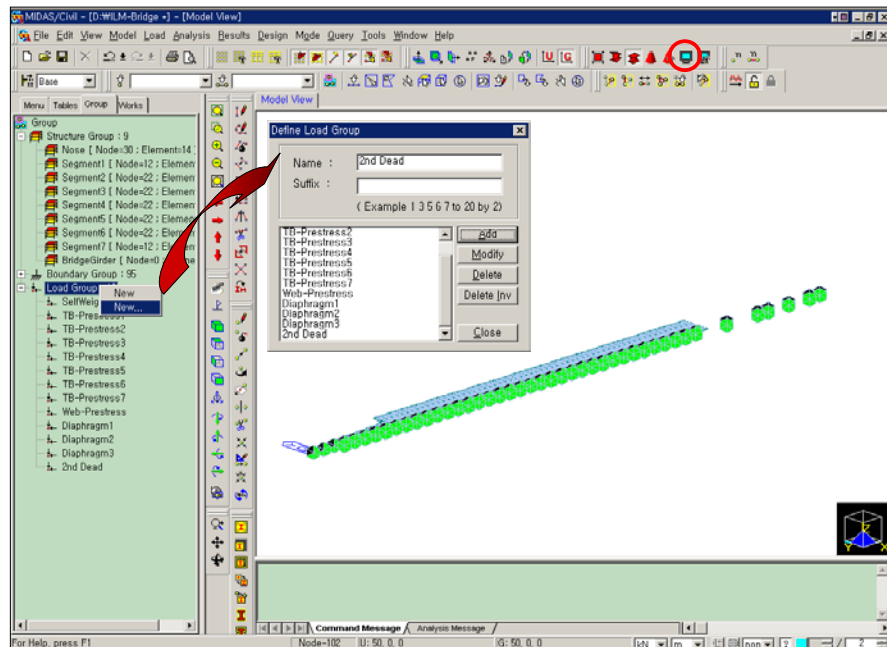 MIDAS/Civil - [D:₩ILM-Bridge *] - [Model View]
File Edit View Model Load Analysis Results Design Mode Query Tools Window Help
Base
Menu Tables Group Works
Model View
Group
Structure Group : 9
Nose [ Node=30 ; Element=14
Segment1 [ Node=12 ; Elemen
Segment2 [ Node=22 ; Elemen
Segment3 [ Node=22 ; Elemen
Segment4 [ Node=22 ; Elemen
Segment5 [ Node=22 ; Elemen
Segment6 [ Node=22 ; Elemen
Segment7 [ Node=12 ; Elemen
BridgeGirder [ Node=0 ;
Boundary Group : 95
Load Group
SelfWeig
TB-Prestress1
TB-Prestress2
TB-Prestress3
TB-Prestress4
TB-Prestress5
TB-Prestress6
TB-Prestress7
Web-Prestress
Diaphragm1
Diaphragm2
Diaphragm3
2nd Dead
New
New...
Define Load Group
Name : 2nd Dead
Suffix :
( Example 1 3 5 6 7 to 20 by 2)
TB-Prestress2
TB-Prestress3
TB-Prestress4
TB-Prestress5
TB-Prestress6
TB-Prestress7
Web-Prestress
Diaphragm1
Diaphragm2
Diaphragm3
2nd Dead
Add
Modify
Delete
Delete Inv
Close
Z
Y
X
Command Message Analysis Message
For Help, press F1
Node-102
U: 50, 0, 0
G: 50, 0, 0
kN
m
non
?
/ 2